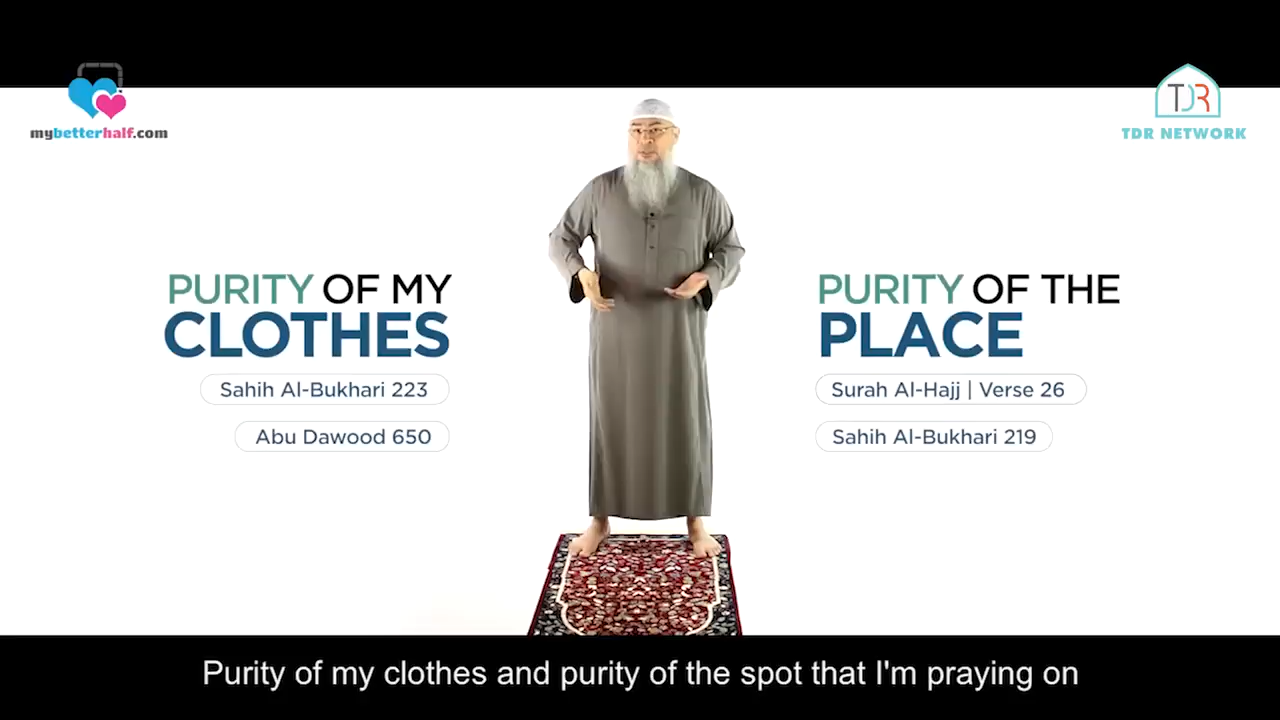 mybetterhalf.com
TDR
TDR NETWORK
PURITY OF MY
CLOTHES
Sahih Al-Bukhari 223
Abu Dawood 650
PURITY OF THE
PLACE
Surah Al-Hajj | Verse 26
Sahih Al-Bukhari 219
Purity of my clothes and purity of the spot that I'm praying on